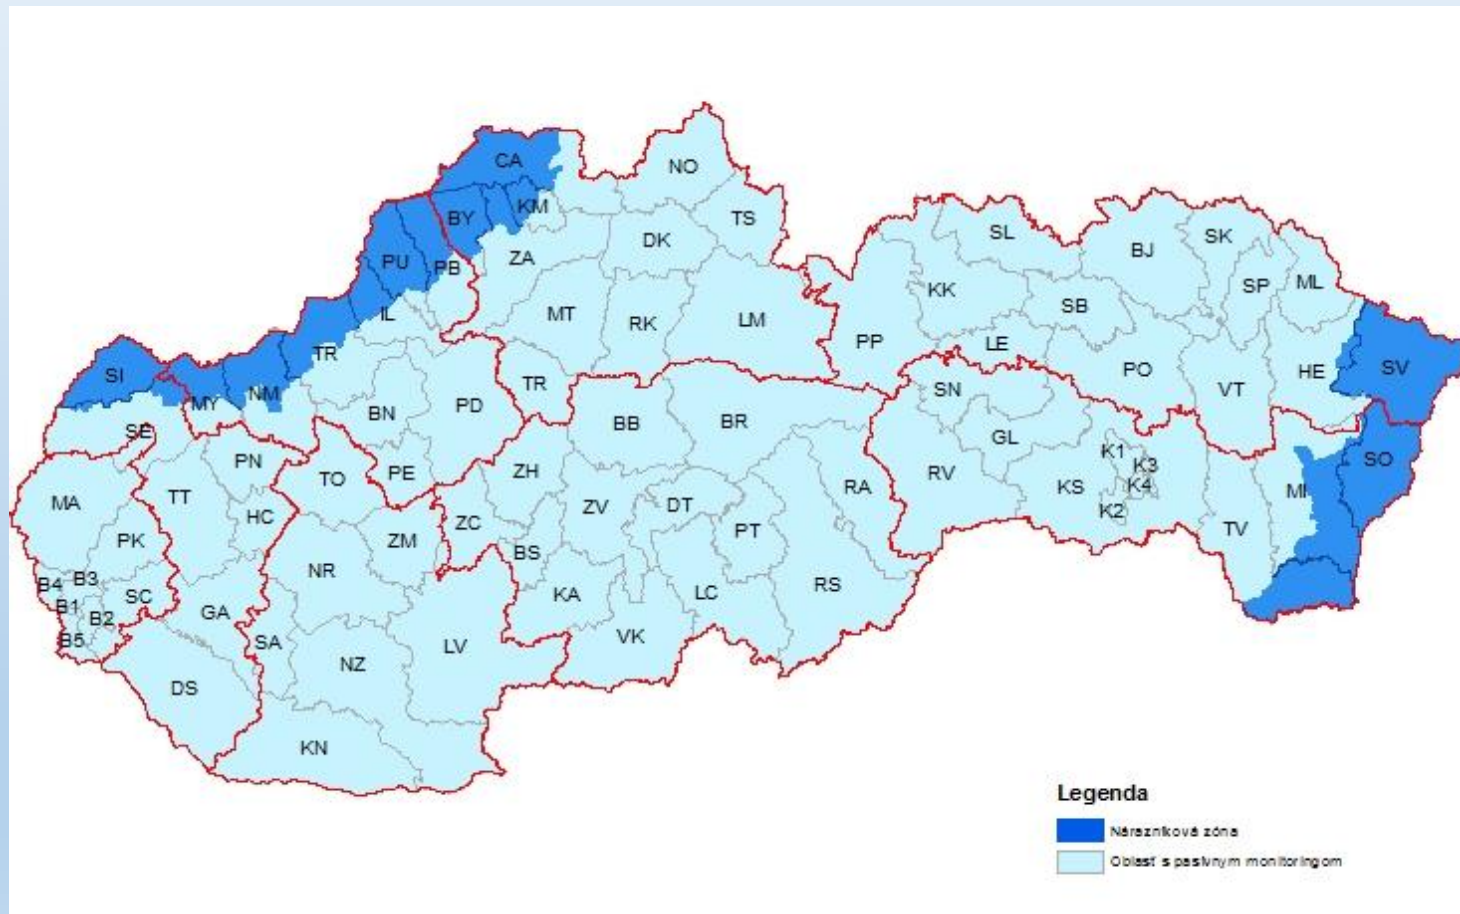 CA
NO
KM
BY
TS
DK
SL
SK
BJ
ZA
PU
PB
ML
SP
KK
SB
IL
MT
RK
LM
LE
PP
TR
SV
HE
PO
SI
TR
VT
SN
MY
NM
BN
PD
BB
BR
SE
GL
K1
SO
PN
K3
ZH
PE
RV
TO
KS
K4
RA
MI
TT
MA
DT
ZV
K2
HC
ZC
TV
PT
PK
ZM
BS
NR
B3
B4
RS
SC
KA
LC
B1
GA
B2
VK
B5
SA
LV
NZ
DS
KN
Legenda
Nárazníková zóna
Oblasť s pasívnym monitoringom